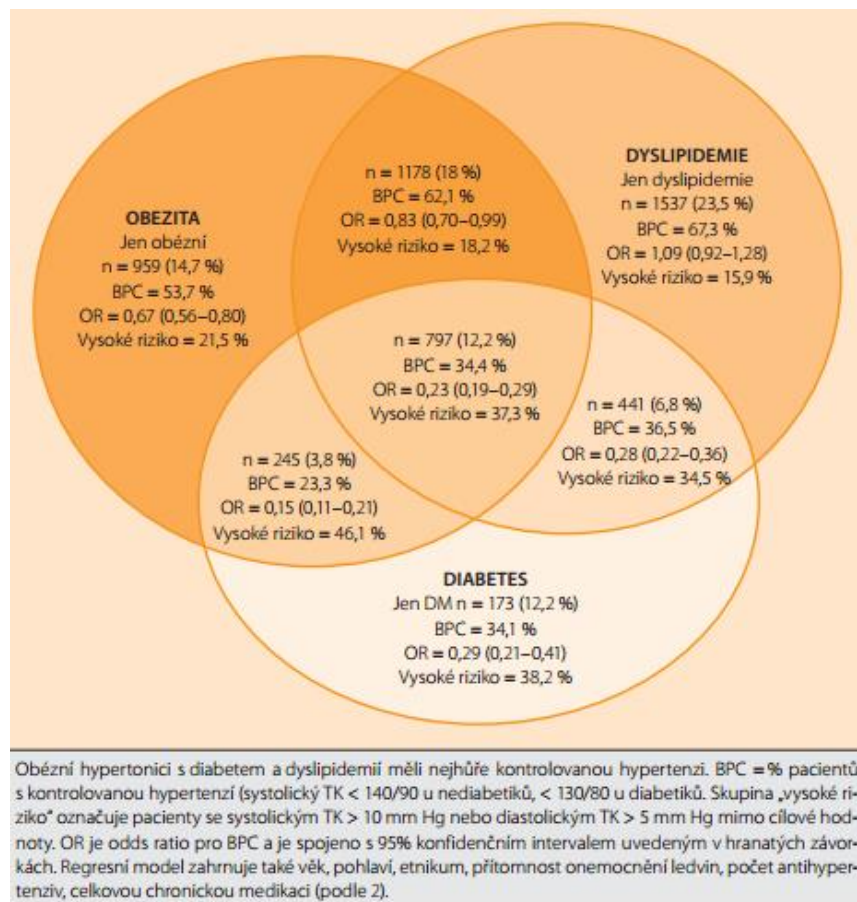 DYSLIPIDEMIE
Jen dyslipidemie
n = 1537 (23,5 %)
BPC = 67,3 %
OR = 1,09 (0,92–1,28)
Vysoké riziko = 15,9 %
n = 1178 (18 %)
BPC = 62,1 %
OR = 0,83 (0,70–0,99)
Vysoké riziko = 18,2 %
OBEZITA
Jen obézní
n = 959 (14,7 %)
BPC = 53,7 %
OR = 0,67 (0,56–0,80)
Vysoké riziko = 21,5 %
n = 797 (12,2 %)
BPC = 34,4 %
OR = 0,23 (0,19–0,29)
Vysoké riziko = 37,3 %
n = 441 (6,8 %)
BPC = 36,5 %
OR = 0,28 (0,22–0,36)
Vysoké riziko = 34,5 %
n = 245 (3,8 %)
BPC = 23,3 %
OR = 0,15 (0,11–0,21)
Vysoké riziko = 46,1 %
DIABETES
Jen DM n = 173 (12,2 %)
BPC = 34,1 %
OR = 0,29 (0,21–0,41)
Vysoké riziko = 38,2 %
Obézní hypertonici s diabetem a dyslipidemií měli nejhůře kontrolovanou hypertenzi. BPC = % pacientů
s kontrolovanou hypertenzí (systolický TK < 140/90 u nediabetiků, < 130/80 u diabetiků. Skupina „vysoké ri-
ziko“ označuje pacienty se systolickým TK > 10 mm Hg nebo diastolickým TK > 5 mm Hg mimo cílové hod-
noty. OR je odds ratio pro BPC a je spojeno s 95% konfidenčním intervalem uvedeným v hranatých závor-
kách. Regresní model zahrnuje také věk, pohlaví, etnikum, přítomnost onemocnění ledvin, počet antihyper-
tenziv, celkovou chronickou medikaci (podle 2).